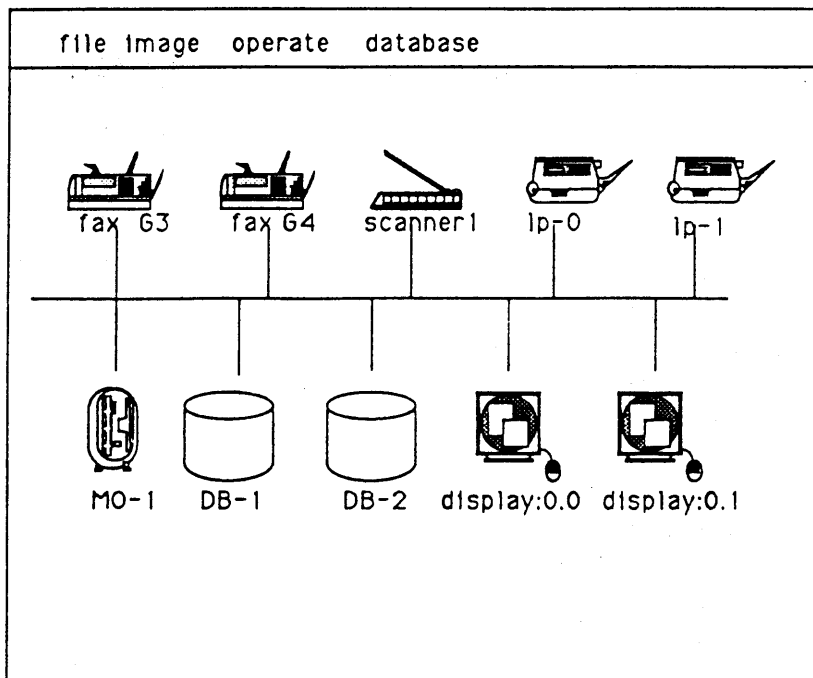 file image operate database
fax G3 fax G4 scanner1 lp-0 lp-1
MO-1 DB-1 DB-2 display:0.0 display:0.1